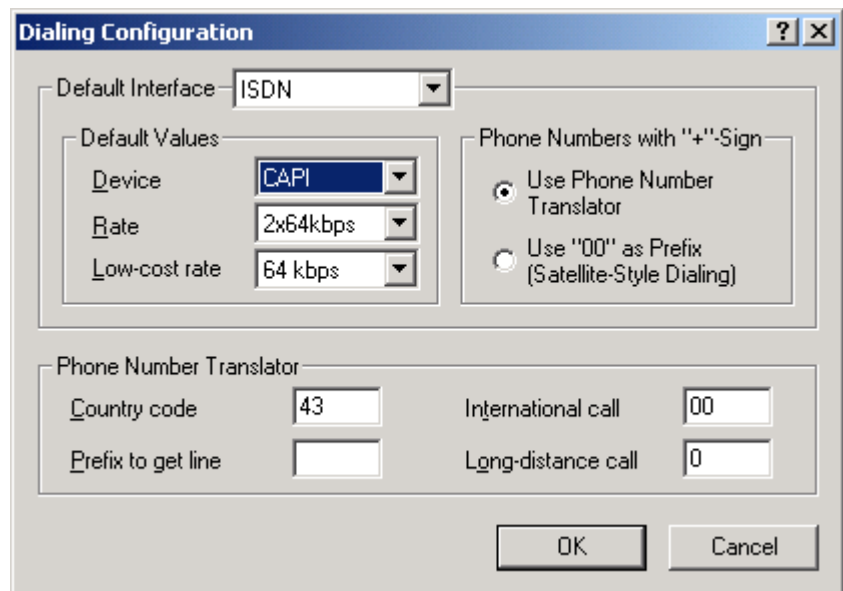 Dialing Configuration
Default Interface ISDN
Default Values
Device CAPI
Rate 2x64kbps
Low-cost rate 64 kbps
Phone Numbers with "+"-Sign
Use Phone Number
Translator
Use "00" as Prefix
(Satellite-Style Dialing)
Phone Number Translator
Country code 43
International call 00
Prefix to get line
Long-distance call 0
OK
Cancel